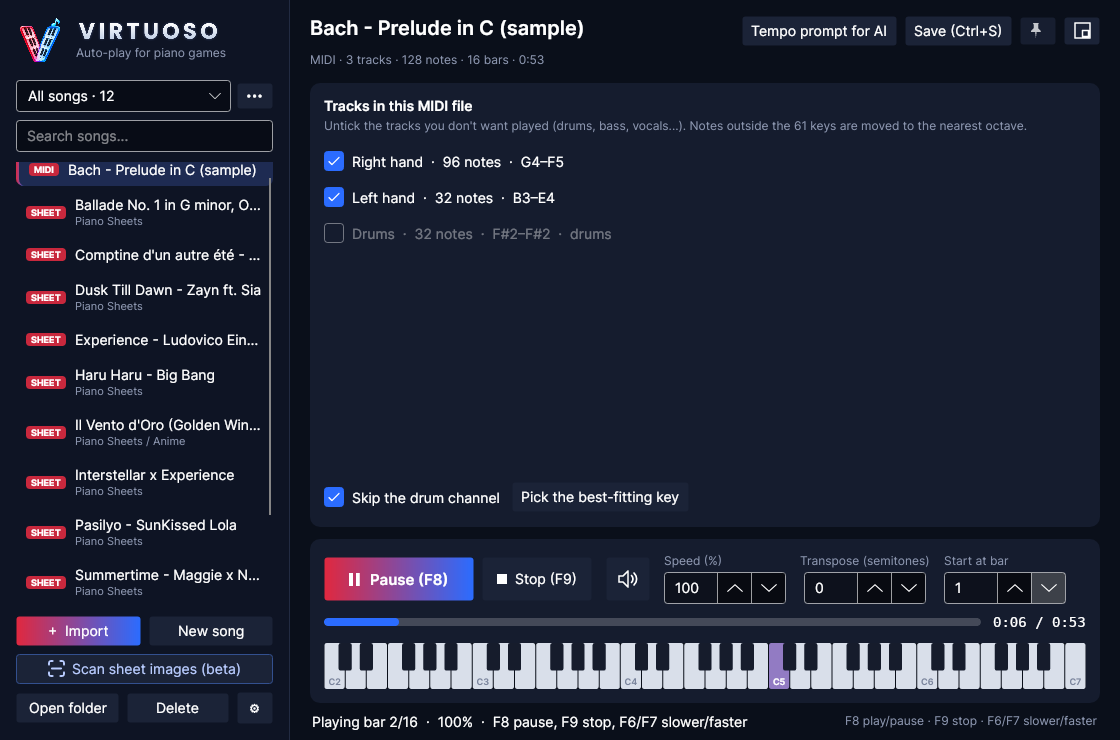 VIRTUOSO
Auto-play for piano games
All songs · 12
Search songs...
MIDI Bach - Prelude in C (sample)
SHEET Ballade No. 1 in G minor, O...
Piano Sheets
SHEET Comptine d'un autre été - ...
SHEET Dusk Till Dawn - Zayn ft. Sia
Piano Sheets
SHEET Experience - Ludovico Ein...
SHEET Haru Haru - Big Bang
Piano Sheets
SHEET Il Vento d'Oro (Golden Win...
Piano Sheets / Anime
SHEET Interstellar x Experience
Piano Sheets
SHEET Pasilyo - SunKissed Lola
Piano Sheets
SHEET Summertime - Maggie x N...
Piano Sheets
+ Import
New song
Scan sheet images (beta)
Open folder
Delete
Bach - Prelude in C (sample)
MIDI · 3 tracks · 128 notes · 16 bars · 0:53
Tempo prompt for AI
Save (Ctrl+S)
Tracks in this MIDI file
Untick the tracks you don't want played (drums, bass, vocals...). Notes outside the 61 keys are moved to the nearest octave.
Right hand · 96 notes · G4–F5
Left hand · 32 notes · B3–E4
Drums · 32 notes · F#2–F#2 · drums
Skip the drum channel
Pick the best-fitting key
Pause (F8)
Stop (F9)
Speed (%)
100
Transpose (semitones)
0
Start at bar
1
0:06 / 0:53
C2 C3 C4 C5 C6 C7
Playing bar 2/16 · 100% · F8 pause, F9 stop, F6/F7 slower/faster
F8 play/pause · F9 stop · F6/F7 slower/faster